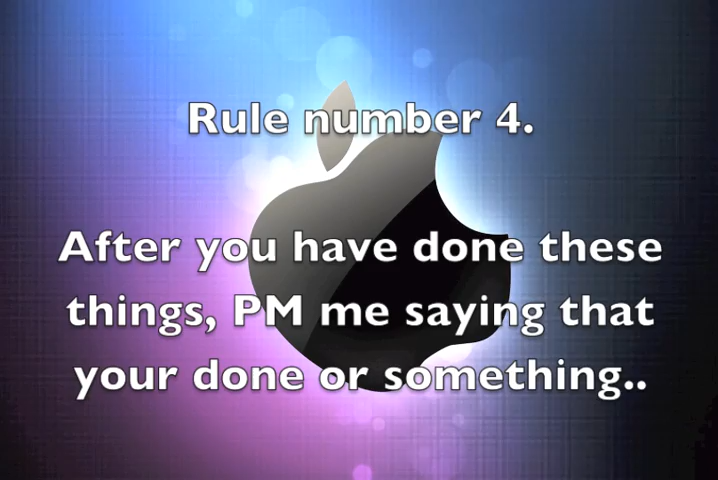 Rule number 4.
After you have done these
things, PM me saying that
your done or something..